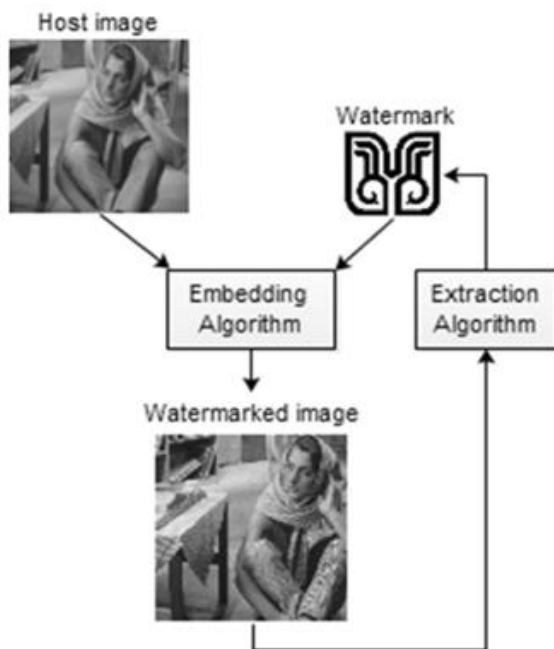 Host image
Watermark
Embedding
Algorithm
Extraction
Algorithm
Watermarked image